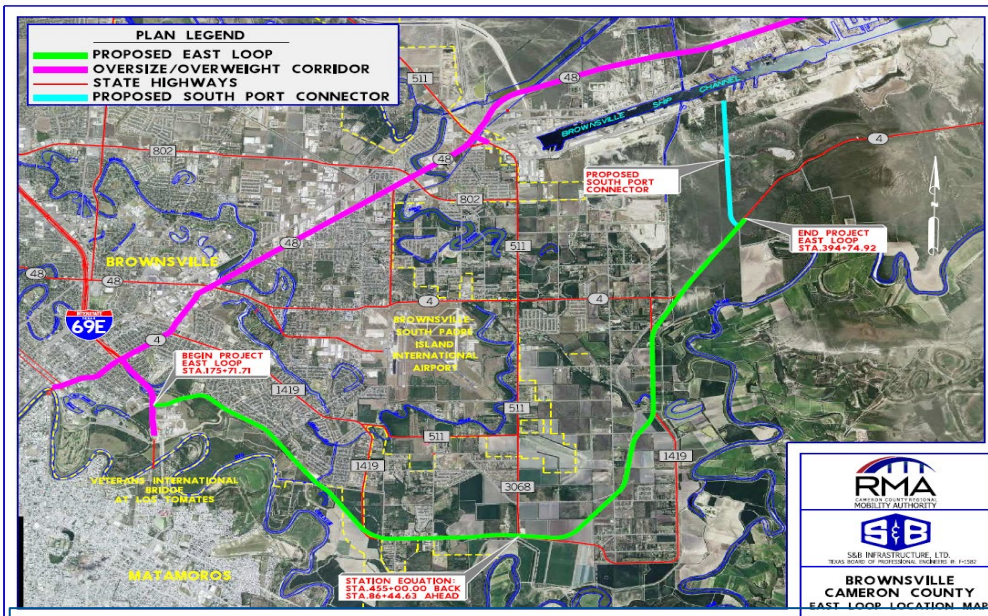 PLAN LEGEND
PROPOSED EAST LOOP
OVERSIZE/OVERWEIGHT CORRIDOR
STATE HIGHWAYS
PROPOSED SOUTH PORT CONNECTOR
511
48
BROWNSVILLE SHIP CHANNEL
4
802
48
PROPOSED
SOUTH PORT
CONNECTOR
802
END PROJECT
EAST LOOP
STA.394+74.92
48
511
BROWNSVILLE
48
48
4
4
INTERSTATE
69E
BROWNSVILLE
SOUTH PADRE
ISLAND
INTERNATIONAL
AIRPORT
4
BEGIN PROJECT
EAST LOOP
STA.175+71.71
1419
511
511
1419
1419
3068
VETERANS INTERNATIONAL
BRIDGE
AT LOS TOMATES
MATAMOROS
STATION EQUATION:
STA.455+00.00 BACK
STA.86+44.63 AHEAD
RMA
CAMERON COUNTY REGIONAL
MOBILITY AUTHORITY
S&B
S&B INFRASTRUCTURE, LTD.
TEXAS BOARD OF PROFESSIONAL ENGINEERS
BROWNSVILLE
CAMERON COUNTY
EAST LOOP LOCATION MAP